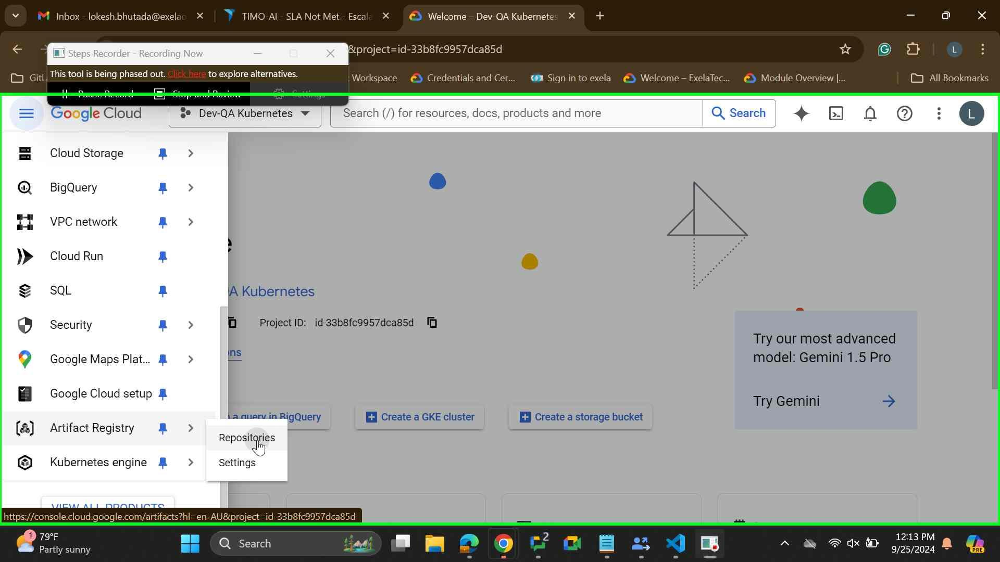 Inbox - lokesh.bhutada@exelao
TIMO-AI - SLA Not Met - Escala
Welcome – Dev-QA Kubernetes
Steps Recorder - Recording Now
&project=id-33b8fc9957dca85d
L
This tool is being phased out. Click here to explore alternatives.
GitL
Workspace
Credentials and Cer...
Sign in to exela
Welcome – ExelaTec...
Module Overview |...
All Bookmarks
Pause Record
Stop and Review
Settings
Google Cloud
Dev-QA Kubernetes
Search (/) for resources, docs, products and more
Search
L
Cloud Storage
BigQuery
VPC network
Cloud Run
SQL
A Kubernetes
Security
Project ID: id-33b8fc9957dca85d
Try our most advanced
model: Gemini 1.5 Pro
ons
Google Maps Plat...
Google Cloud setup
Try Gemini
a query in BigQuery
Create a GKE cluster
Create a storage bucket
Artifact Registry
Repositories
Kubernetes engine
Settings
VIEW ALL PRODUCTS
https://console.cloud.google.com/artifacts?hl=en-AU&project=id-33b8fc9957dca85d
1
79°F
Partly sunny
Search
2
PRE
12:13 PM
9/25/2024